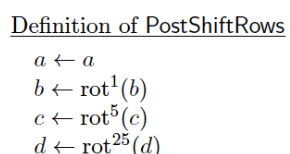 Definition of PostShiftRows
a ← a
b ← rot¹(b)
c ← rot⁵(c)
d ← rot²⁵(d)